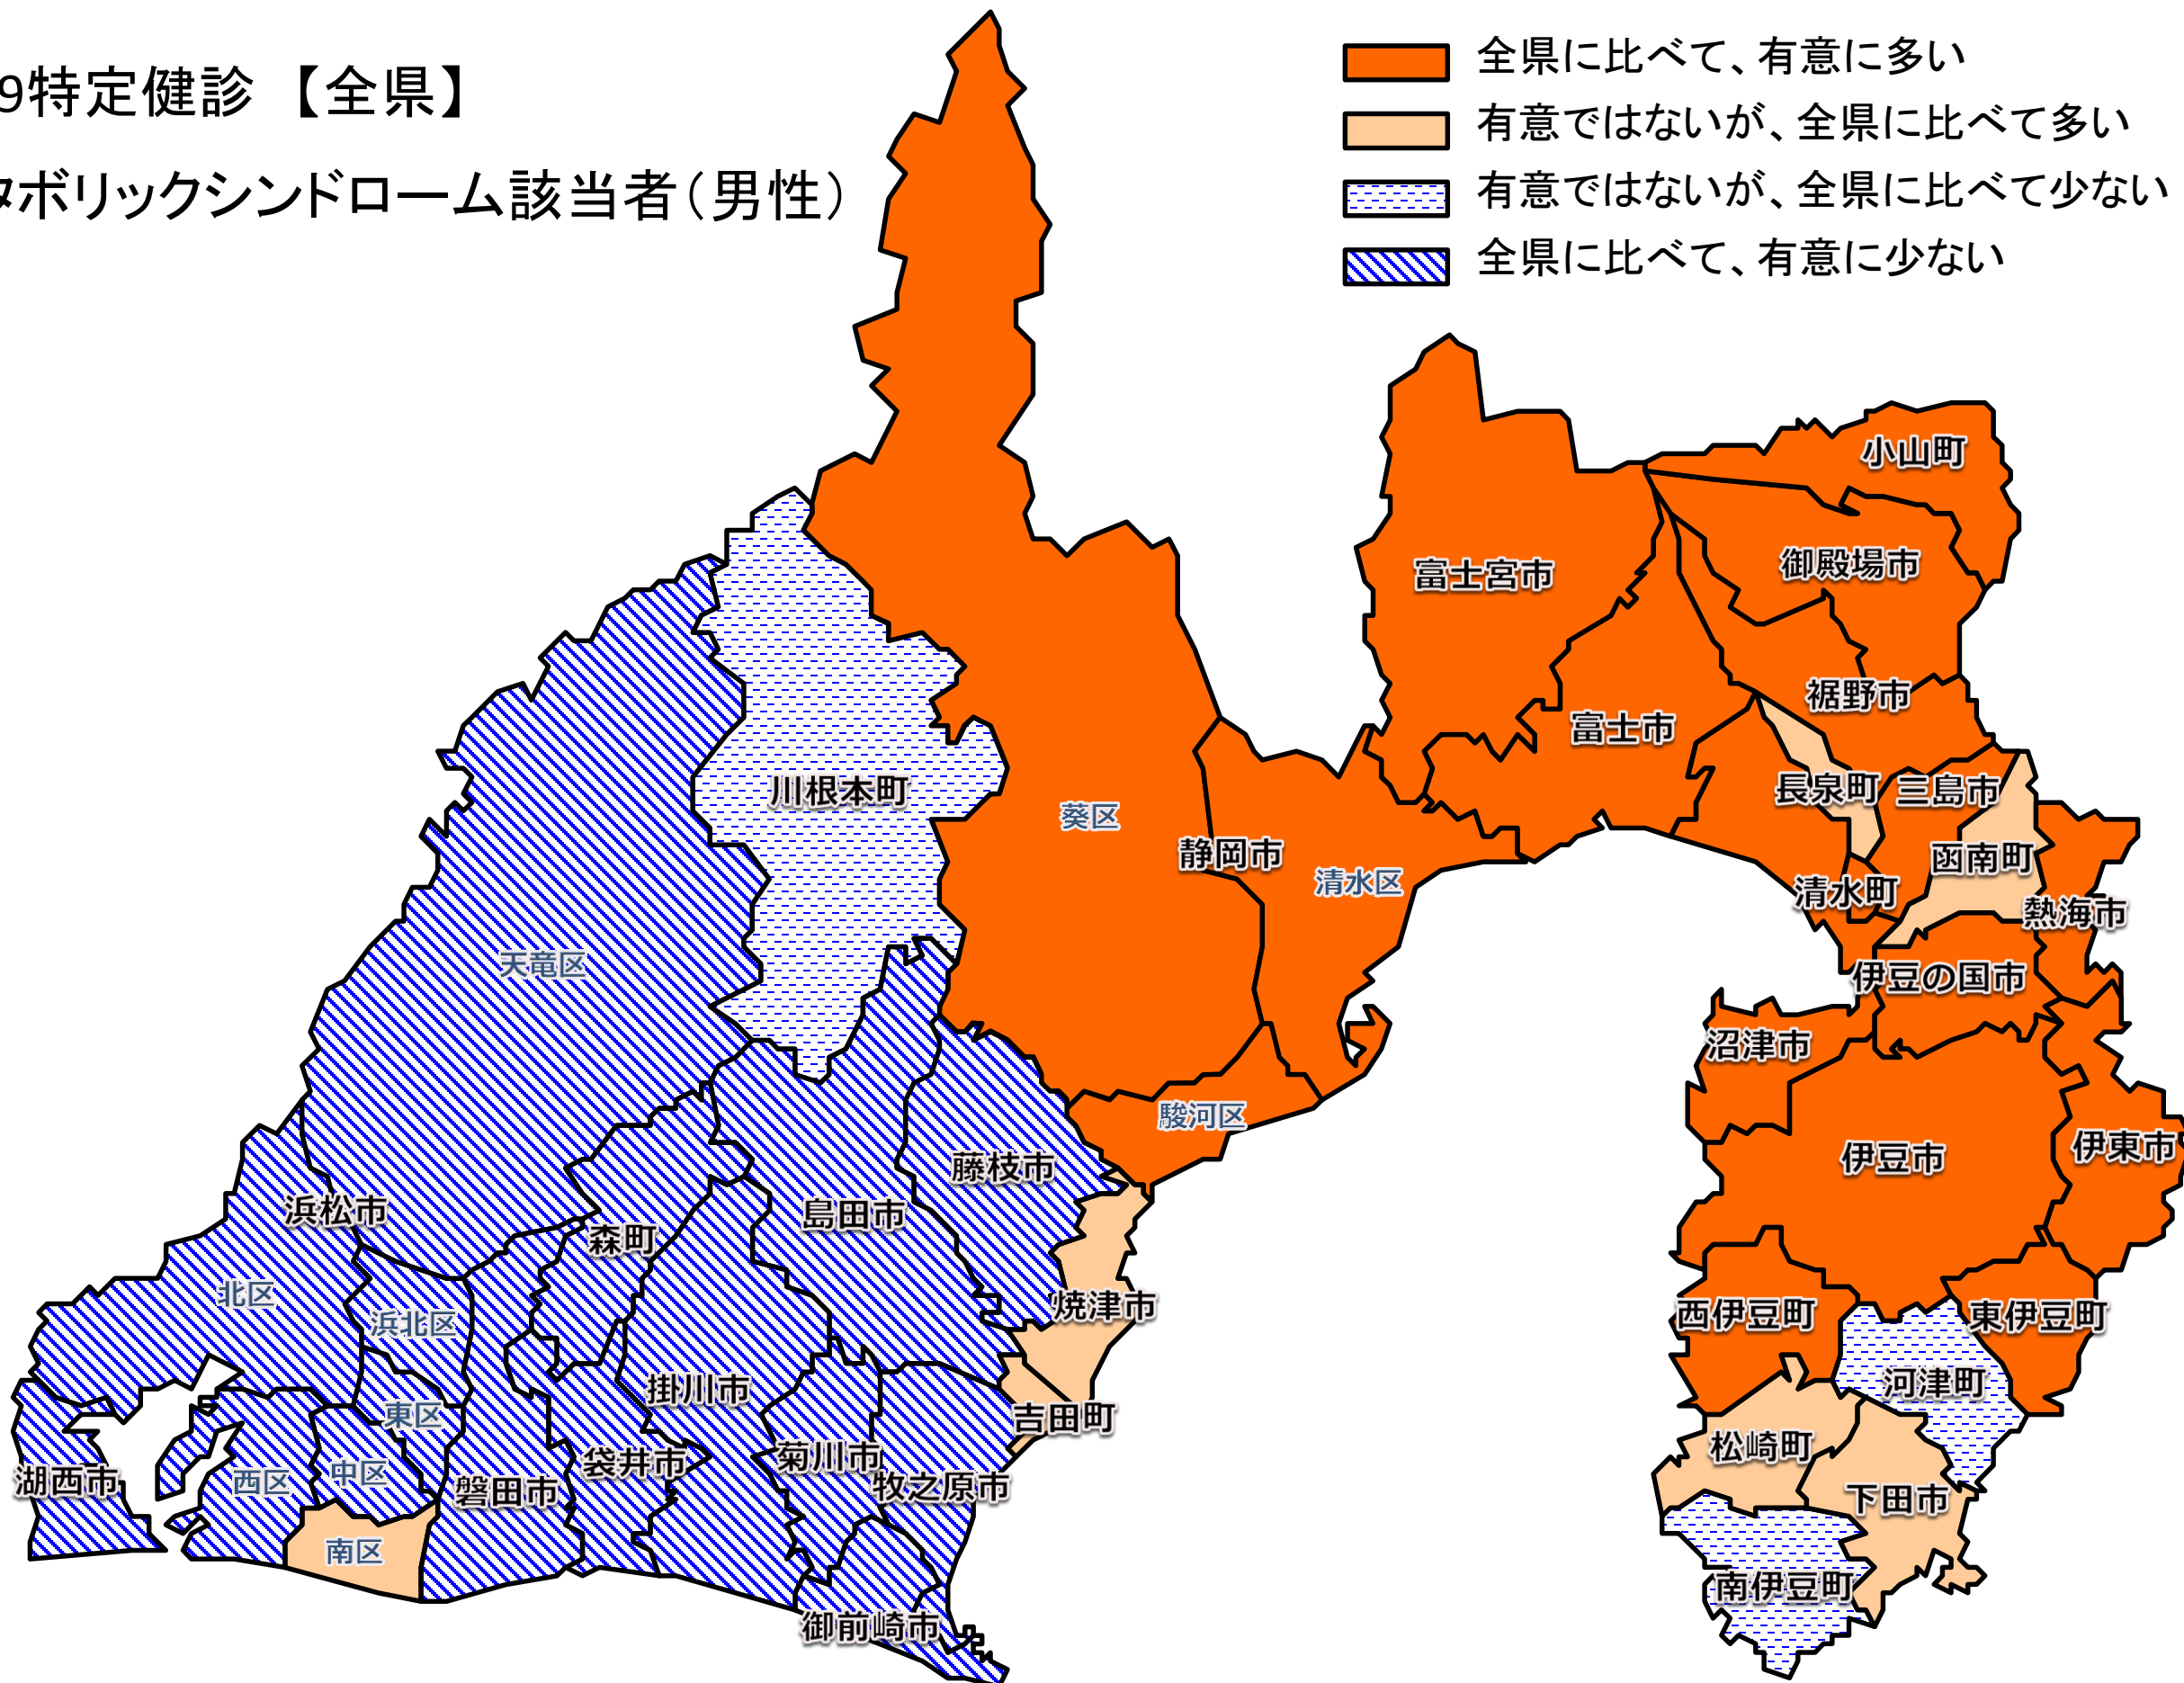 9特定健診 【全県】
タボリックシンドローム該当者（男性）
全県に比べて、有意に多い
有意ではないが、全県に比べて多い
有意ではないが、全県に比べて少ない
全県に比べて、有意に少ない
小山町
御殿場市
富士宮市
裾野市
富士市
川根本町
長泉町
三島市
葵区
静岡市
函南町
清水区
清水町
熱海市
天竜区
伊豆の国市
沼津市
駿河区
伊東市
伊豆市
藤枝市
浜松市
島田市
森町
北区
焼津市
西伊豆町
東伊豆町
浜北区
掛川市
河津町
東区
吉田町
松崎町
袋井市
菊川市
中区
湖西市
西区
牧之原市
磐田市
下田市
南区
南伊豆町
御前崎市